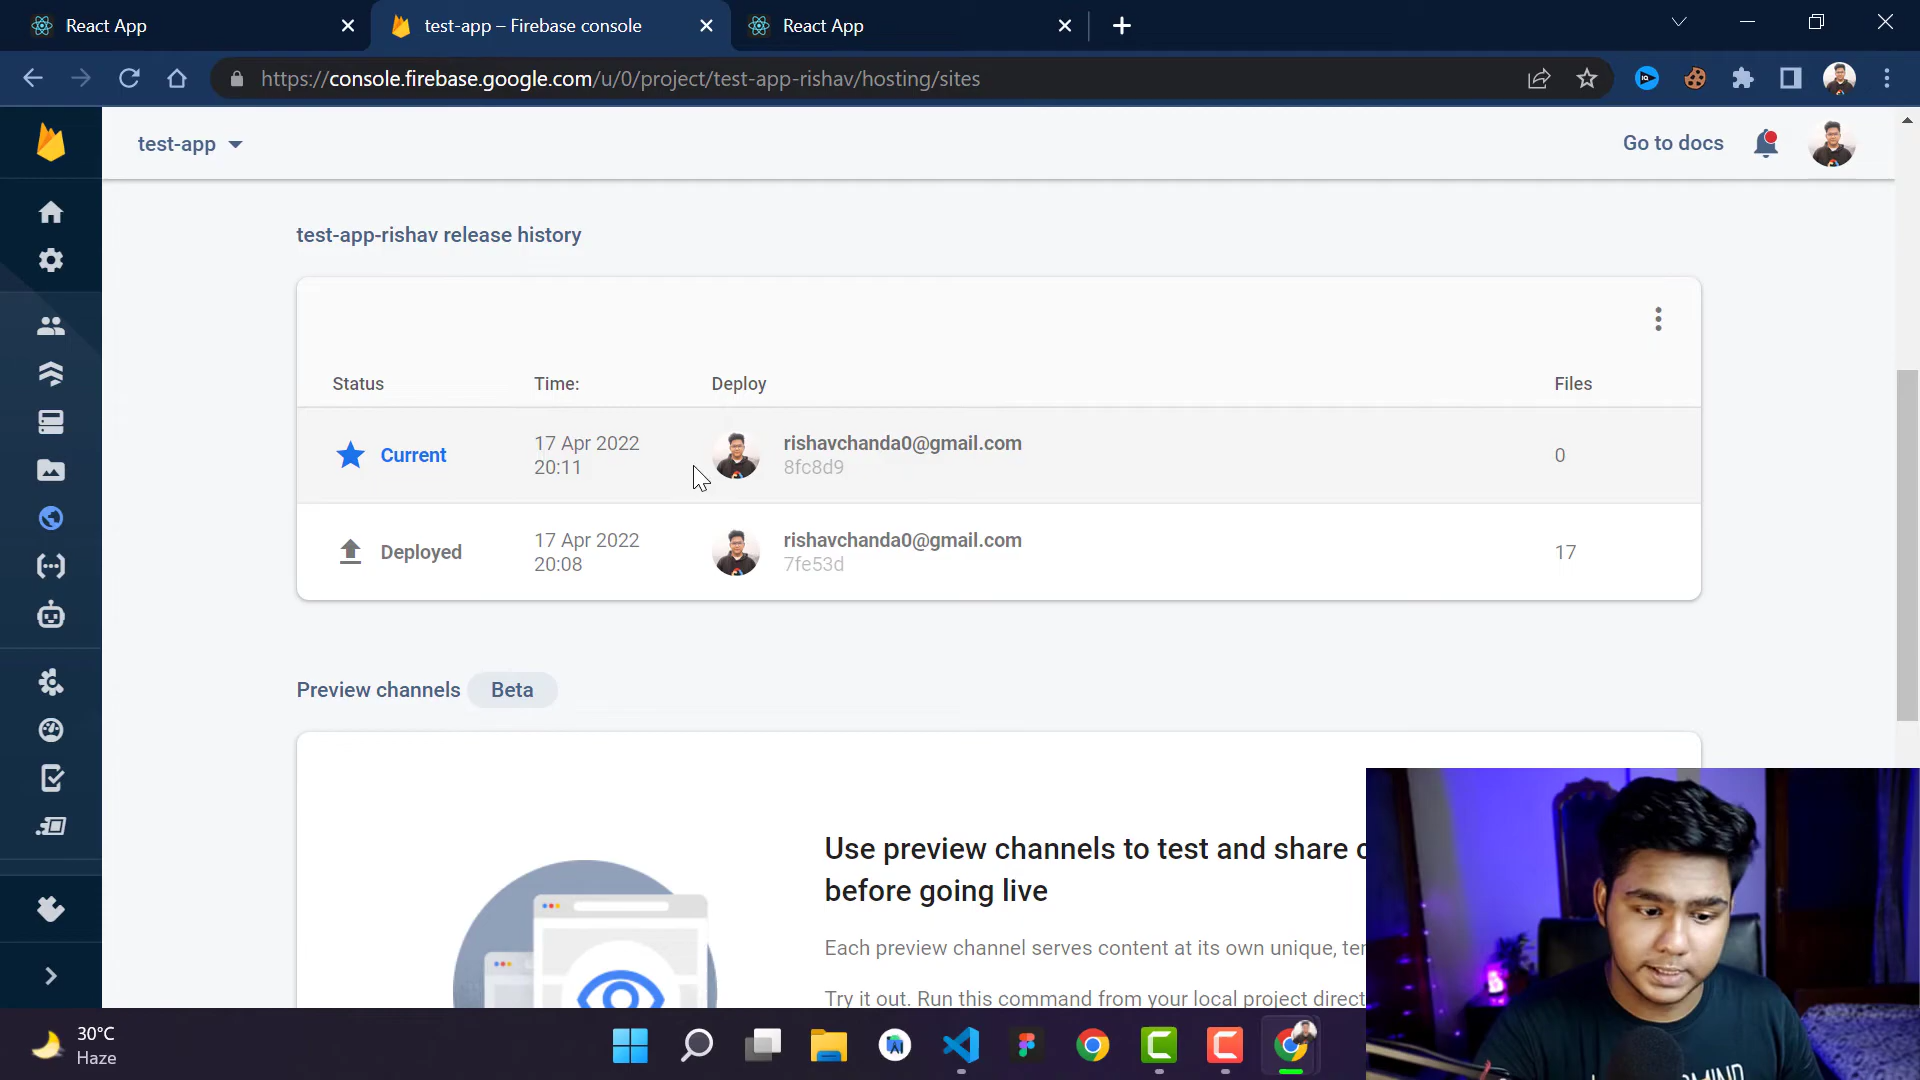 React App
test-app – Firebase console
React App
https://console.firebase.google.com/u/0/project/test-app-rishav/hosting/sites
test-app
Go to docs
test-app-rishav release history
Status
Time:
Deploy
Files
Current
17 Apr 2022
20:11
rishavchanda0@gmail.com
8fc8d9
0
Deployed
17 Apr 2022
20:08
rishavchanda0@gmail.com
7fe53d
17
Preview channels
Beta
Use preview channels to test and share
before going live
Each preview channel serves content at its own unique,
Try it out. Run this command from your local project
30°C
Haze